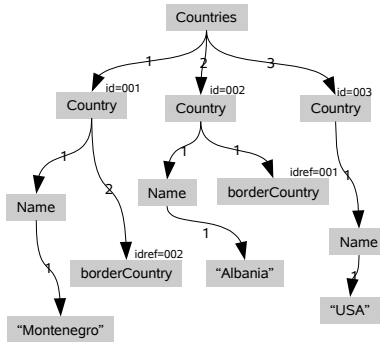 Countries
1
2
3
id=001
id=002
id=003
Country
Country
Country
1
2
1
1
1
idref=001
Name
Name
borderCountry
Name
1
1
1
idref=002
borderCountry
“Albania”
“Montenegro”
“USA”